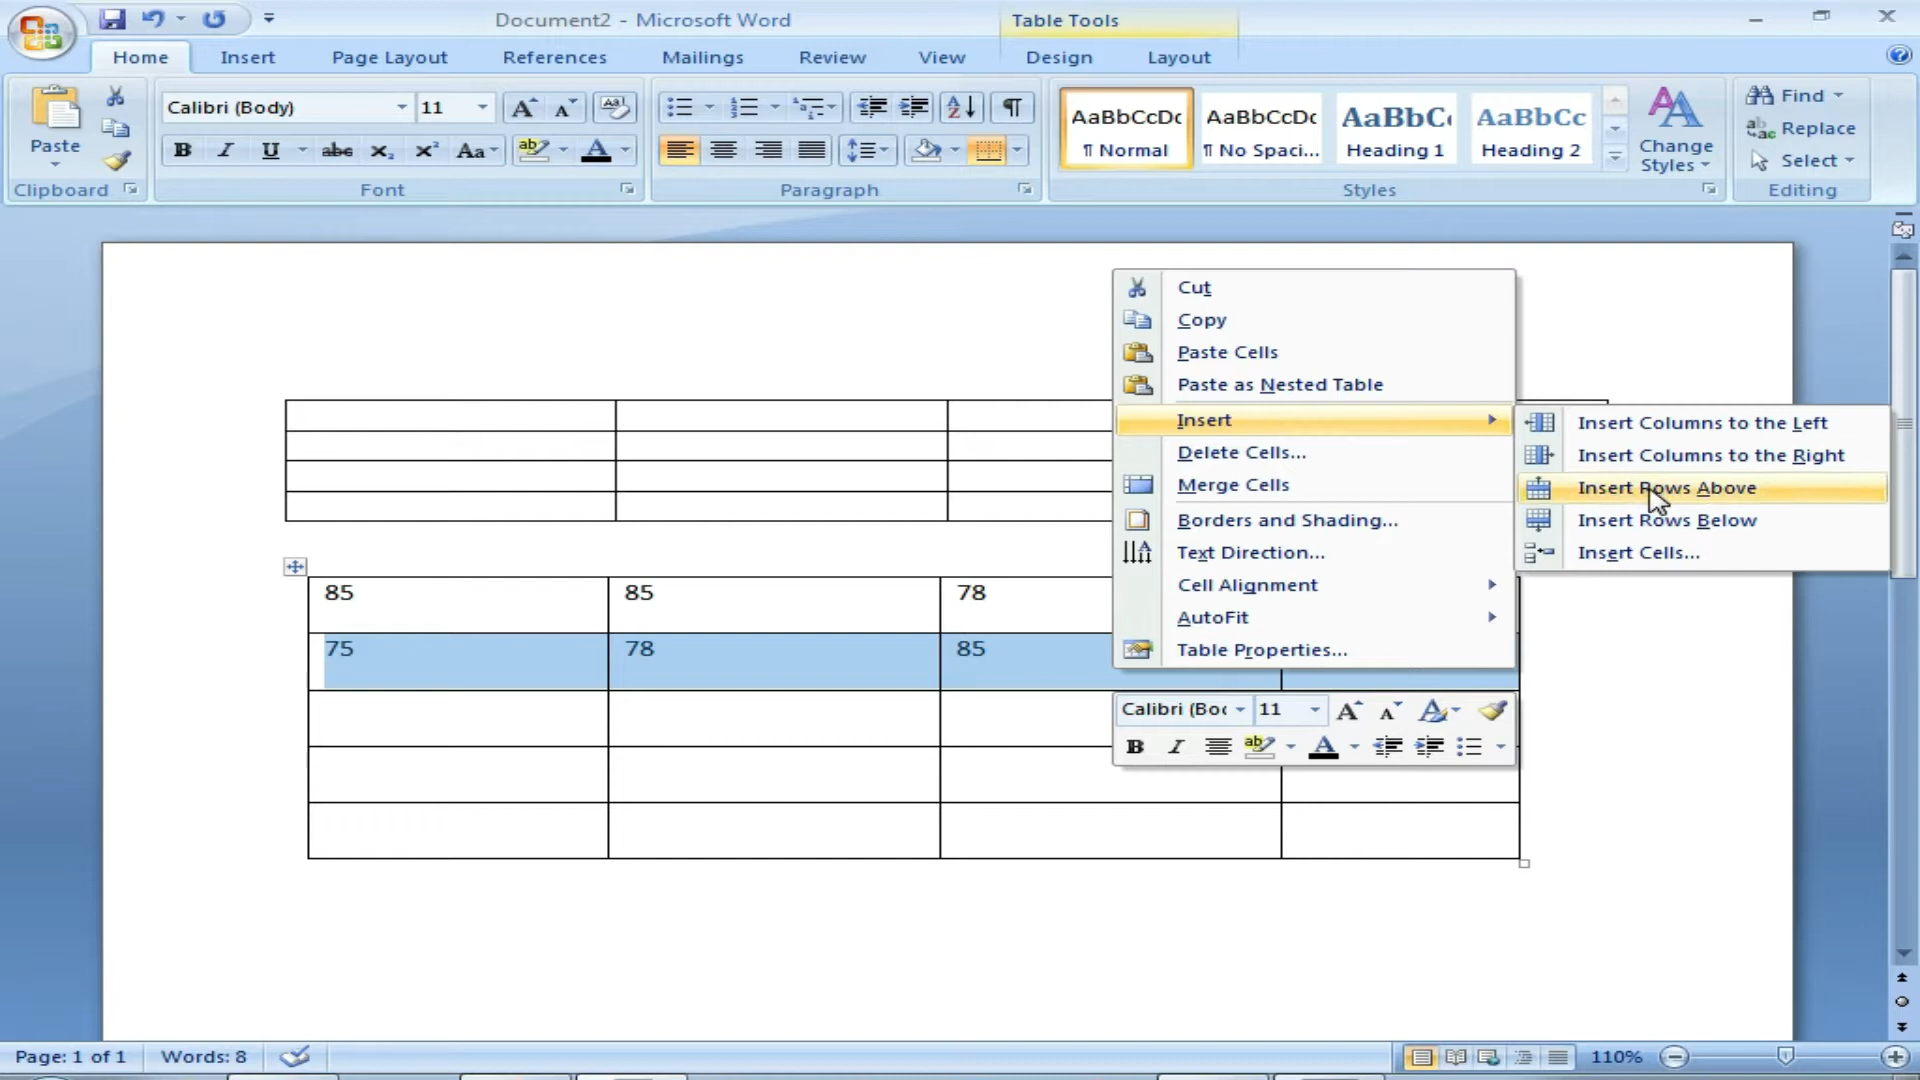 Document2 - Microsoft Word
Table Tools
Home
Insert
Page Layout
References
Mailings
Review
View
Design
Layout
Paste
Clipboard
Calibri (Body)
11
B I U abc X₂ X² Aa
Font
Paragraph
AaBbCcDc
¶ Normal
AaBbCcDc
¶ No Spaci...
AaBbC
Heading 1
AaBbCc
Heading 2
Change
Styles
Styles
Find
Replace
Select
Editing
Cut
Copy
Paste Cells
Paste as Nested Table
Insert
Delete Cells...
Merge Cells
Borders and Shading...
Text Direction...
Cell Alignment
AutoFit
Table Properties...
Insert Columns to the Left
Insert Columns to the Right
Insert Rows Above
Insert Rows Below
Insert Cells...
85 85 78
75 78 85
Calibri (Boc 11
B I
Page: 1 of 1
Words: 8
110%